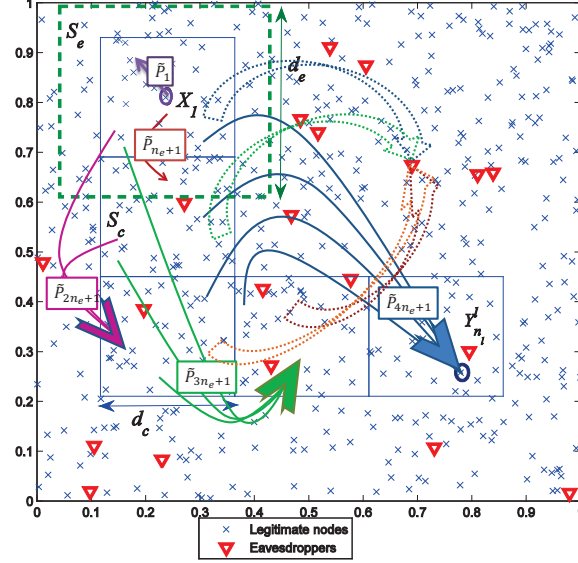 1
0.9
0.8
0.7
0.6
0.5
0.4
0.3
0.2
0.1
0
S_e
d_e
P̃_1
X_1
P̃_{n_e+1}
S_c
P̃_{2n_e+1}
P̃_{4n_e+1}
Y^l_{n_l}
P̃_{3n_e+1}
d_c
0 0.1 0.2 0.3 0.4 0.5 0.6 0.7 0.8 0.9 1
Legitimate nodes
Eavesdroppers